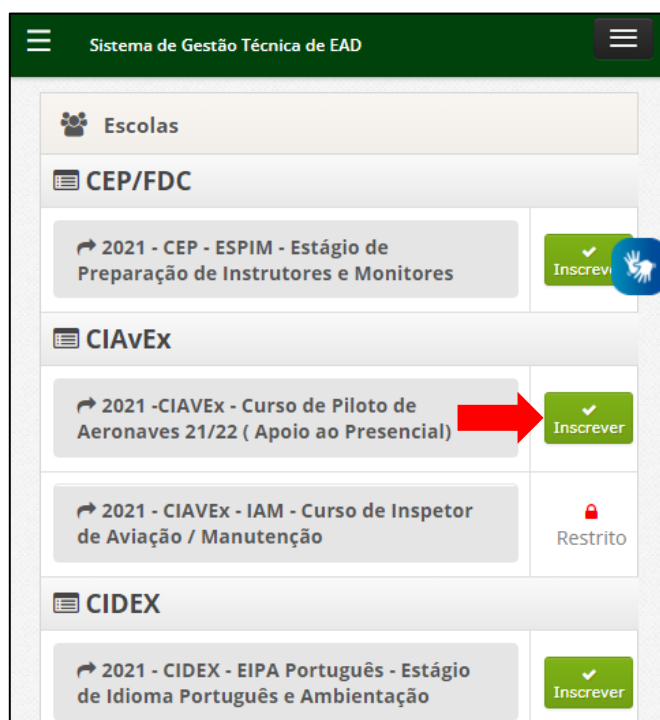 Sistema de Gestão Técnica de EAD
Escolas
CEP/FDC
2021 - CEP - ESPIM - Estágio de
Preparação de Instrutores e Monitores
Inscrev
CIAvEx
2021 -CIAVEx - Curso de Piloto de
Aeronaves 21/22 ( Apoio ao Presencial)
Inscrever
2021 - CIAVEx - IAM - Curso de Inspetor
de Aviação / Manutenção
Restrito
CIDEX
2021 - CIDEX - EIPA Português - Estágio
de Idioma Português e Ambientação
Inscrever